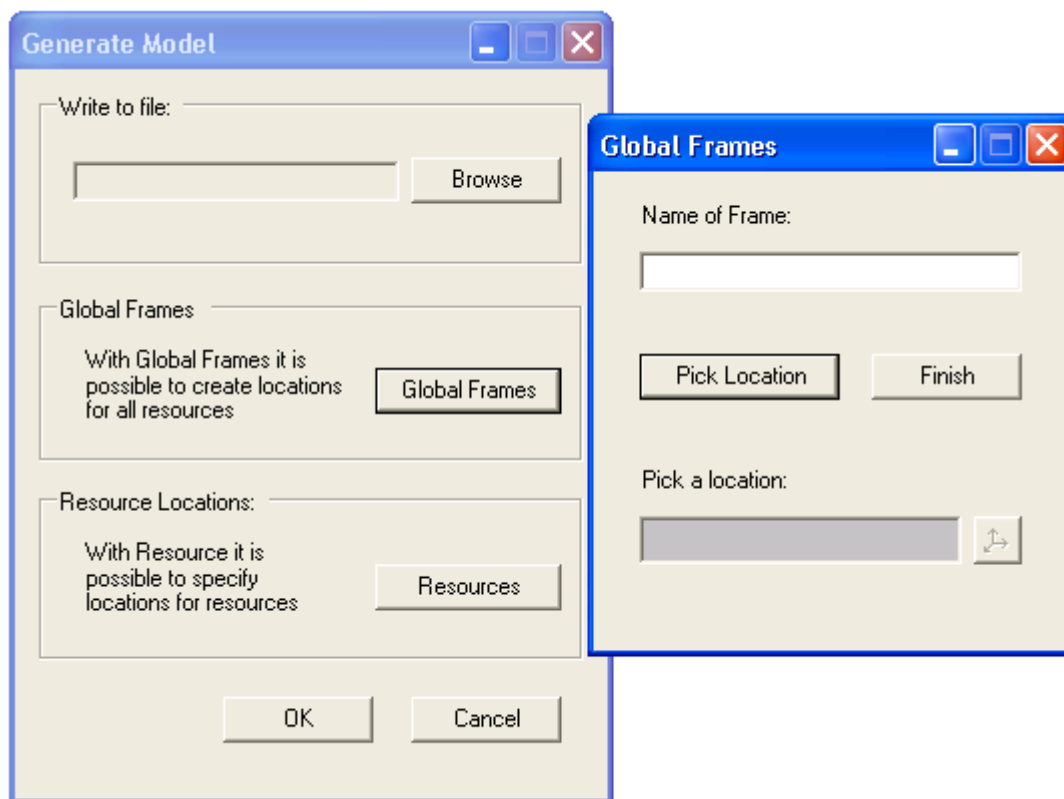 Generate Model
Write to file:
Browse
Global Frames
With Global Frames it is
possible to create locations
for all resources
Global Frames
Resource Locations:
With Resource it is
possible to specify
locations for resources
Resources
OK
Cancel
Global Frames
Name of Frame:
Pick Location
Finish
Pick a location: